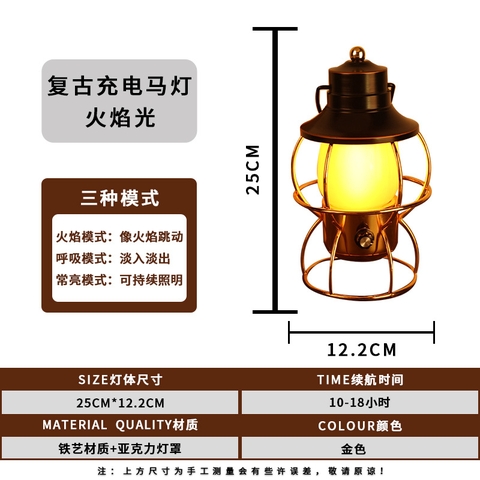 复古充电马灯
火焰光
三种模式
火焰模式：像火焰跳动
呼吸模式：淡入淡出
常亮模式：可持续照明
25CM
12.2CM
SIZE灯体尺寸
TIME续航时间
25CM*12.2CM
10-18小时
MATERIAL QUALITY材质
COLOUR颜色
铁艺材质+亚克力灯罩
金色
注：上方尺寸为手工测量会有些许误差，敬请原谅！